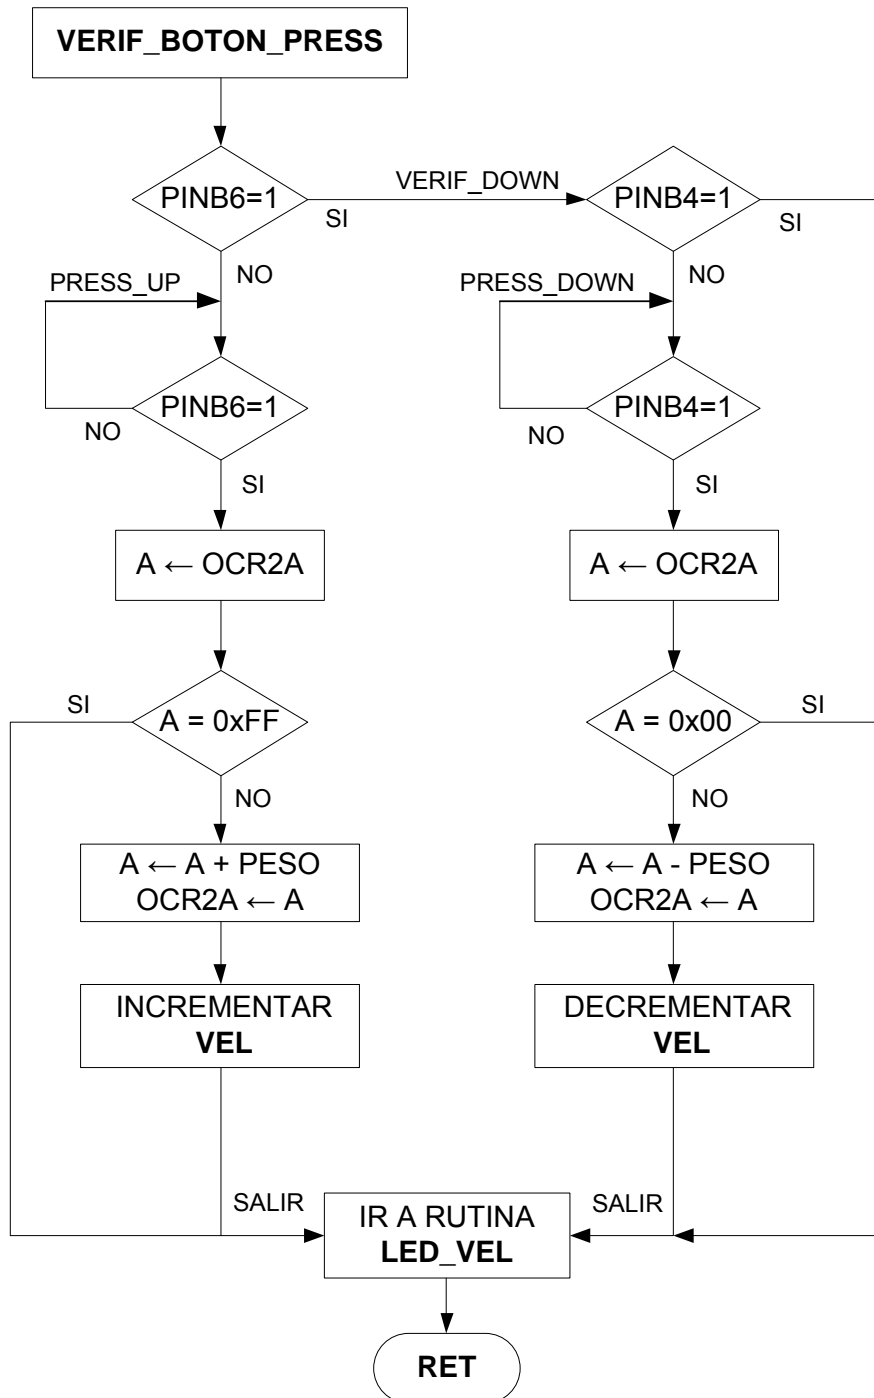 VERIF_BOTON_PRESS
PINB6=1
SI
VERIF_DOWN
PINB4=1
SI
NO
NO
PRESS_UP
PRESS_DOWN
PINB6=1
NO
SI
PINB4=1
NO
SI
A ← OCR2A
A ← OCR2A
SI
A = 0xFF
NO
A = 0x00
SI
NO
A ← A + PESO
OCR2A ← A
A ← A - PESO
OCR2A ← A
INCREMENTAR
VEL
DECREMENTAR
VEL
SALIR
IR A RUTINA
LED_VEL
SALIR
RET